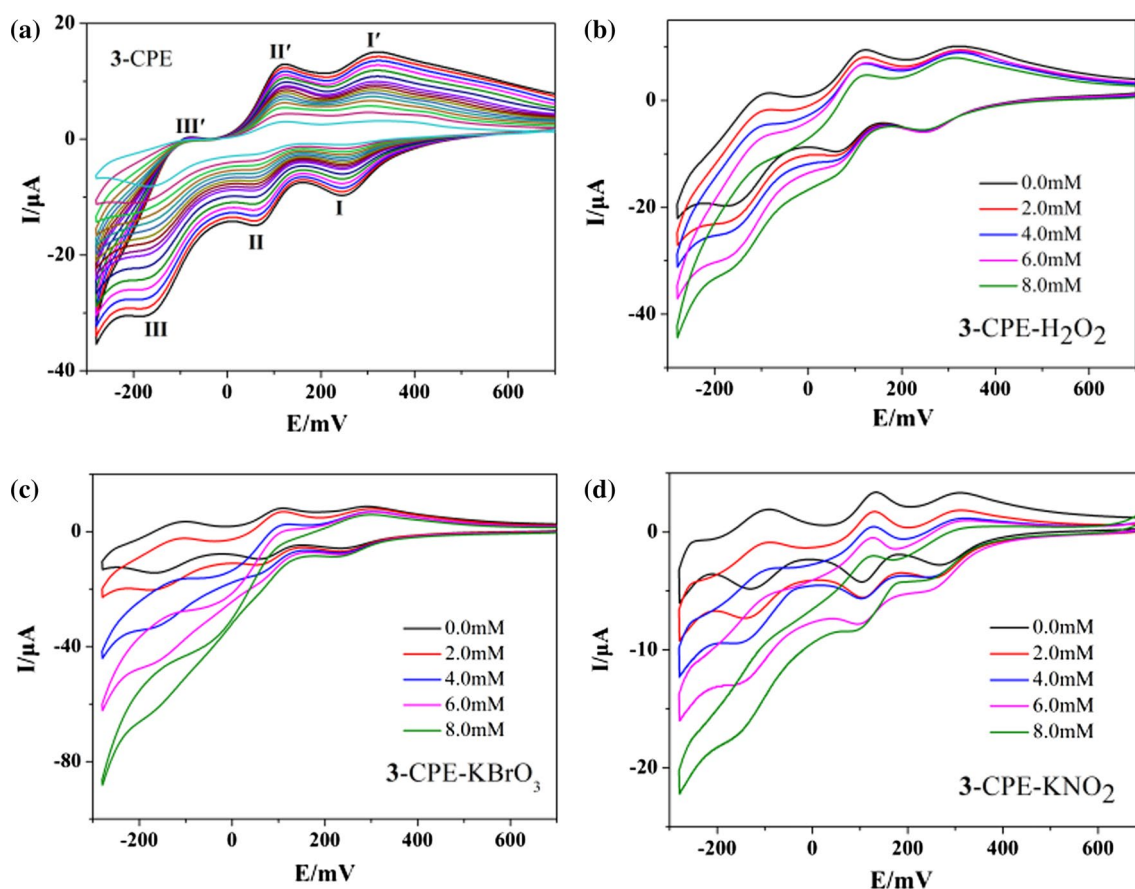 (a)
3-CPE
20
0
-20
-40
I/μA
II′
I′
III′
I
II
III
-200 0 200 400 600
E/mV
(b)
0
-20
-40
I/μA
0.0mM
2.0mM
4.0mM
6.0mM
8.0mM
3-CPE-H₂O₂
-200 0 200 400 600
E/mV
(c)
0
-40
-80
I/μA
0.0mM
2.0mM
4.0mM
6.0mM
8.0mM
3-CPE-KBrO₃
-200 0 200 400 600
E/mV
(d)
0
-10
-20
I/μA
0.0mM
2.0mM
4.0mM
6.0mM
8.0mM
3-CPE-KNO₂
-200 0 200 400 600
E/mV